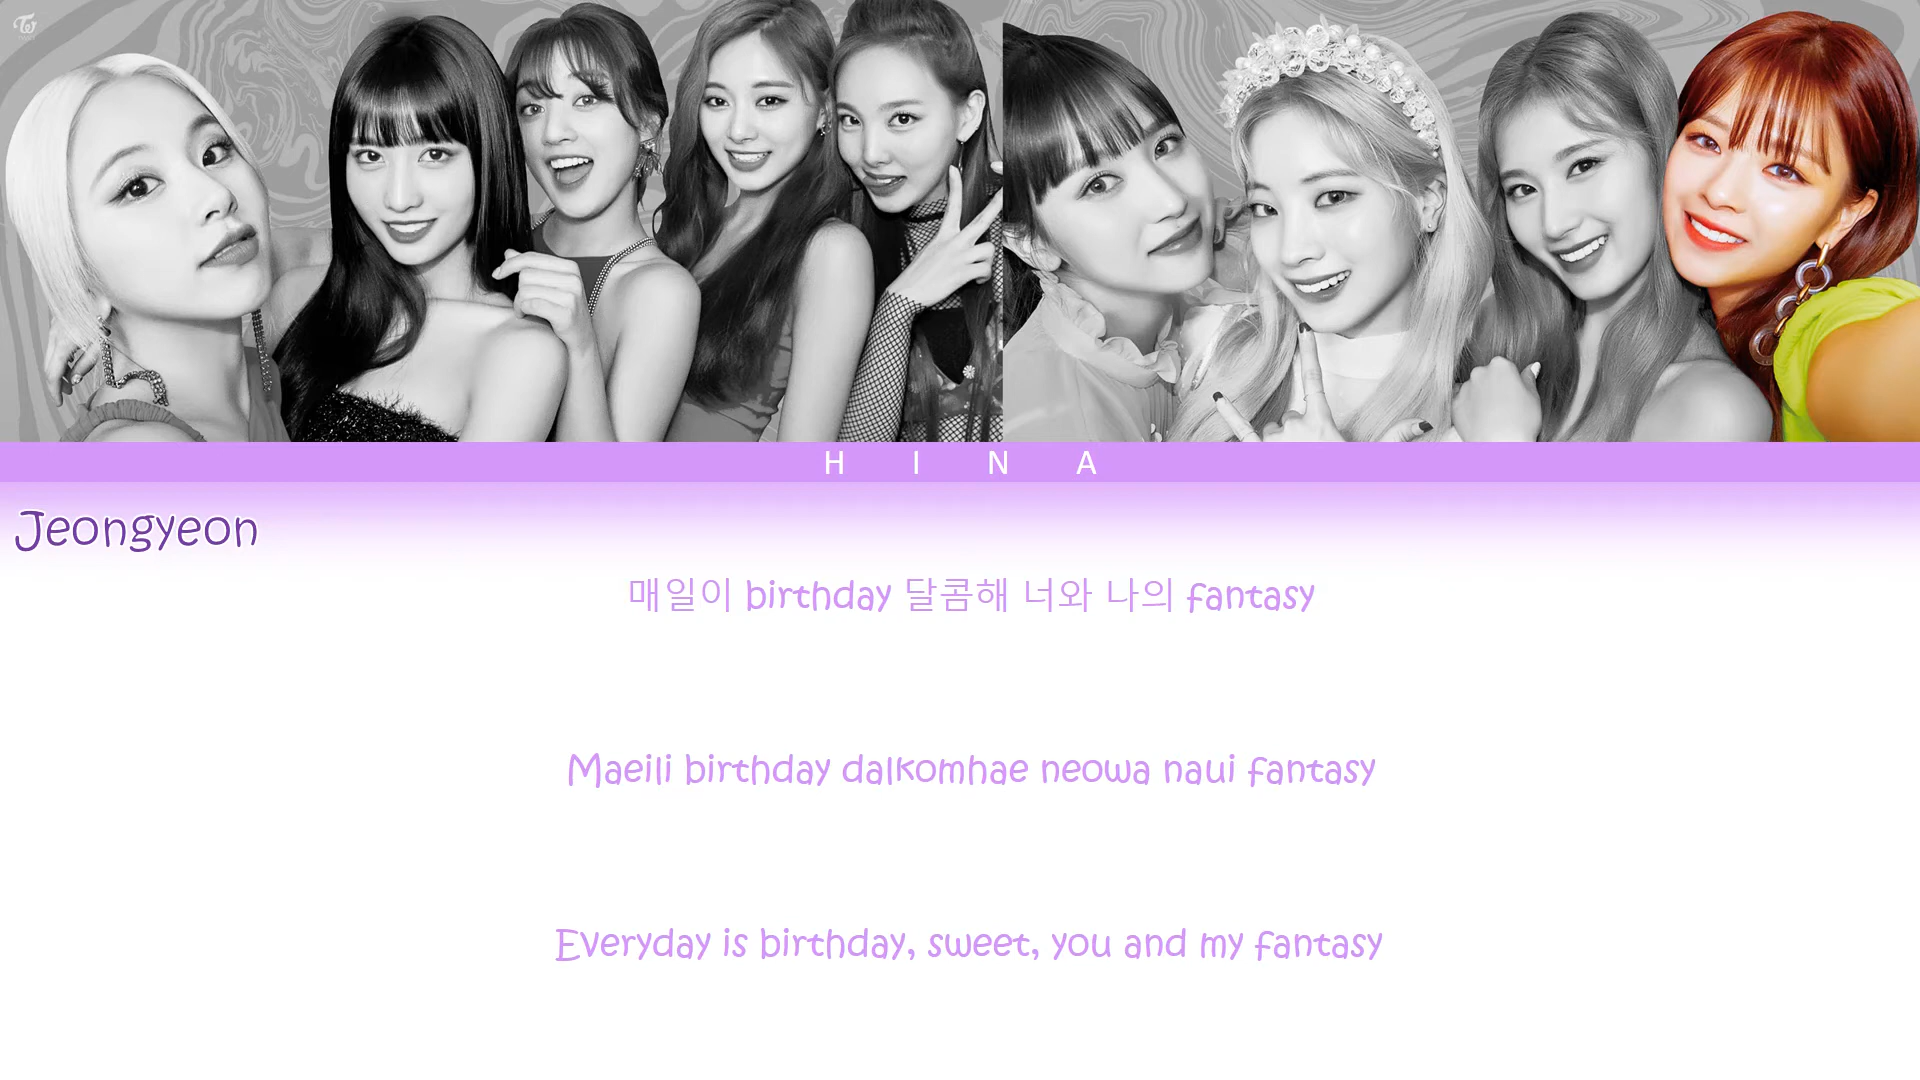 H I N A
Jeongyeon
매일이 birthday 달콤해 너와 나의 fantasy
Maeili birthday dalkomhae neowa naui fantasy
Everyday is birthday, sweet, you and my fantasy